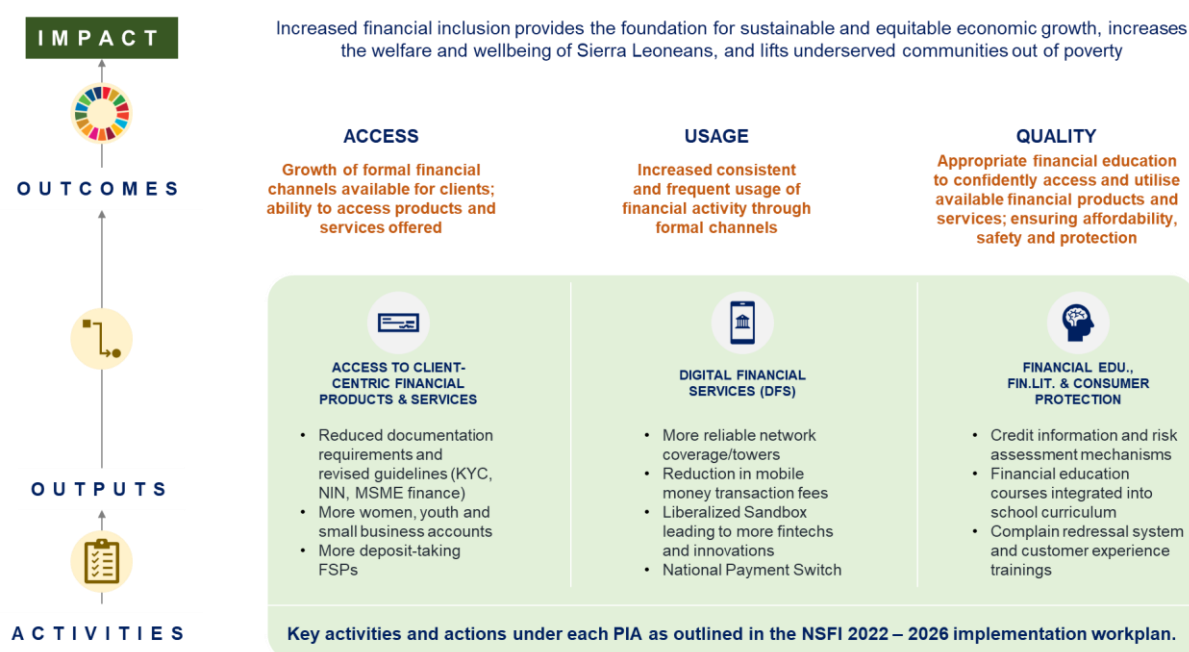 IMPACT
Increased financial inclusion provides the foundation for sustainable and equitable economic growth, increases
the welfare and wellbeing of Sierra Leoneans, and lifts underserved communities out of poverty
OUTCOMES
ACCESS
Growth of formal financial
channels available for clients;
ability to access products and
services offered
USAGE
Increased consistent
and frequent usage of
financial activity through
formal channels
QUALITY
Appropriate financial education
to confidently access and utilise
available financial products and
services; ensuring affordability,
safety and protection
OUTPUTS
ACCESS TO CLIENT-
CENTRIC FINANCIAL
PRODUCTS & SERVICES
• Reduced documentation
requirements and
revised guidelines (KYC,
NIN, MSME finance)
• More women, youth and
small business accounts
• More deposit-taking
FSPs
DIGITAL FINANCIAL
SERVICES (DFS)
• More reliable network
coverage/towers
• Reduction in mobile
money transaction fees
• Liberalized Sandbox
leading to more fintechs
and innovations
• National Payment Switch
FINANCIAL EDU.,
FIN.LIT. & CONSUMER
PROTECTION
• Credit information and risk
assessment mechanisms
• Financial education
courses integrated into
school curriculum
• Complain redressal system
and customer experience
trainings
ACTIVITIES
Key activities and actions under each PIA as outlined in the NSFI 2022 – 2026 implementation workplan.